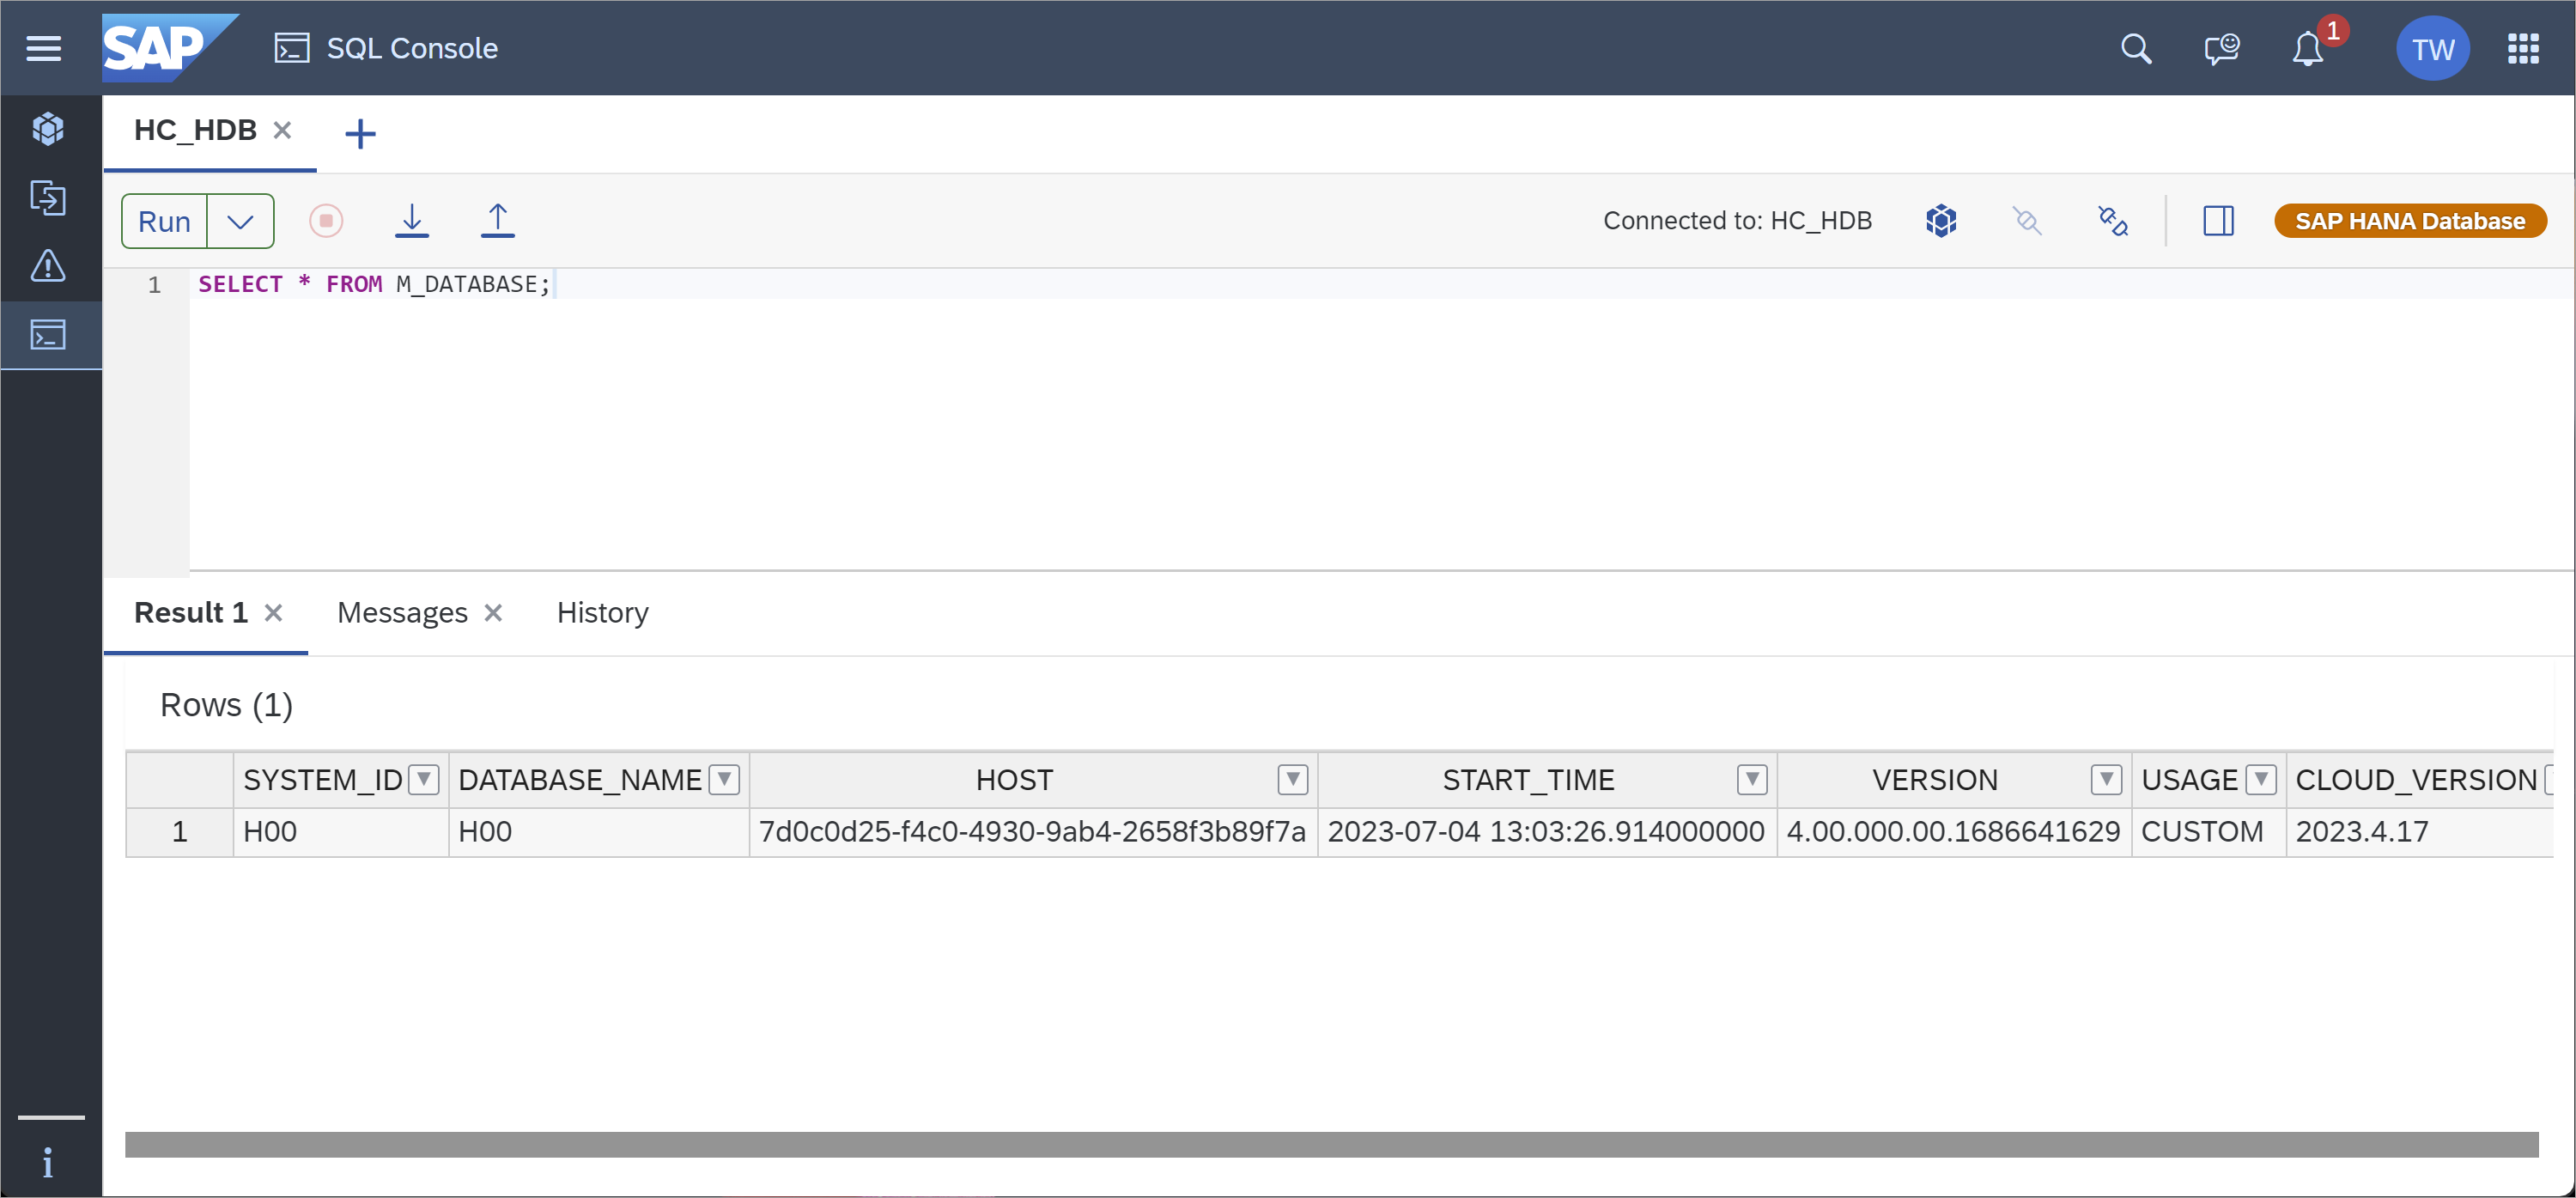 SAP SQL Console 1 TW
HC_HDB
Run Connected to: HC_HDB SAP HANA Database
1 SELECT * FROM M_DATABASE;
Result 1 Messages History
Rows (1)
SYSTEM_ID DATABASE_NAME HOST START_TIME VERSION USAGE CLOUD_VERSION
1 H00 H00 7d0c0d25-f4c0-4930-9ab4-2658f3b89f7a 2023-07-04 13:03:26.914000000 4.00.000.00.1686641629 CUSTOM 2023.4.17
i